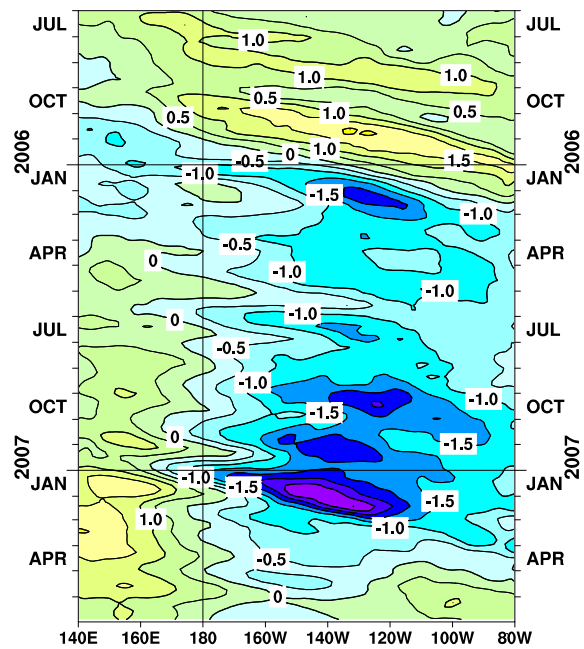 JUL 1.0 JUL
1.0 1.0
OCT 0.5 OCT
0.5 1.0 0.5
2006 -0.5 0 1.0 1.5 2006
JAN -1.0 JAN
-1.5 -1.0
-0.5
APR 0 APR
-1.0 -1.0
0 -1.0
JUL JUL
-0.5
-1.0 -1.0
OCT -1.5 OCT
0 -1.5
2007 2007
JAN -1.0 -1.5 JAN
-1.5
1.0 -1.0
APR -0.5 APR
0
140E 160E 180 160W 140W 120W 100W 80W